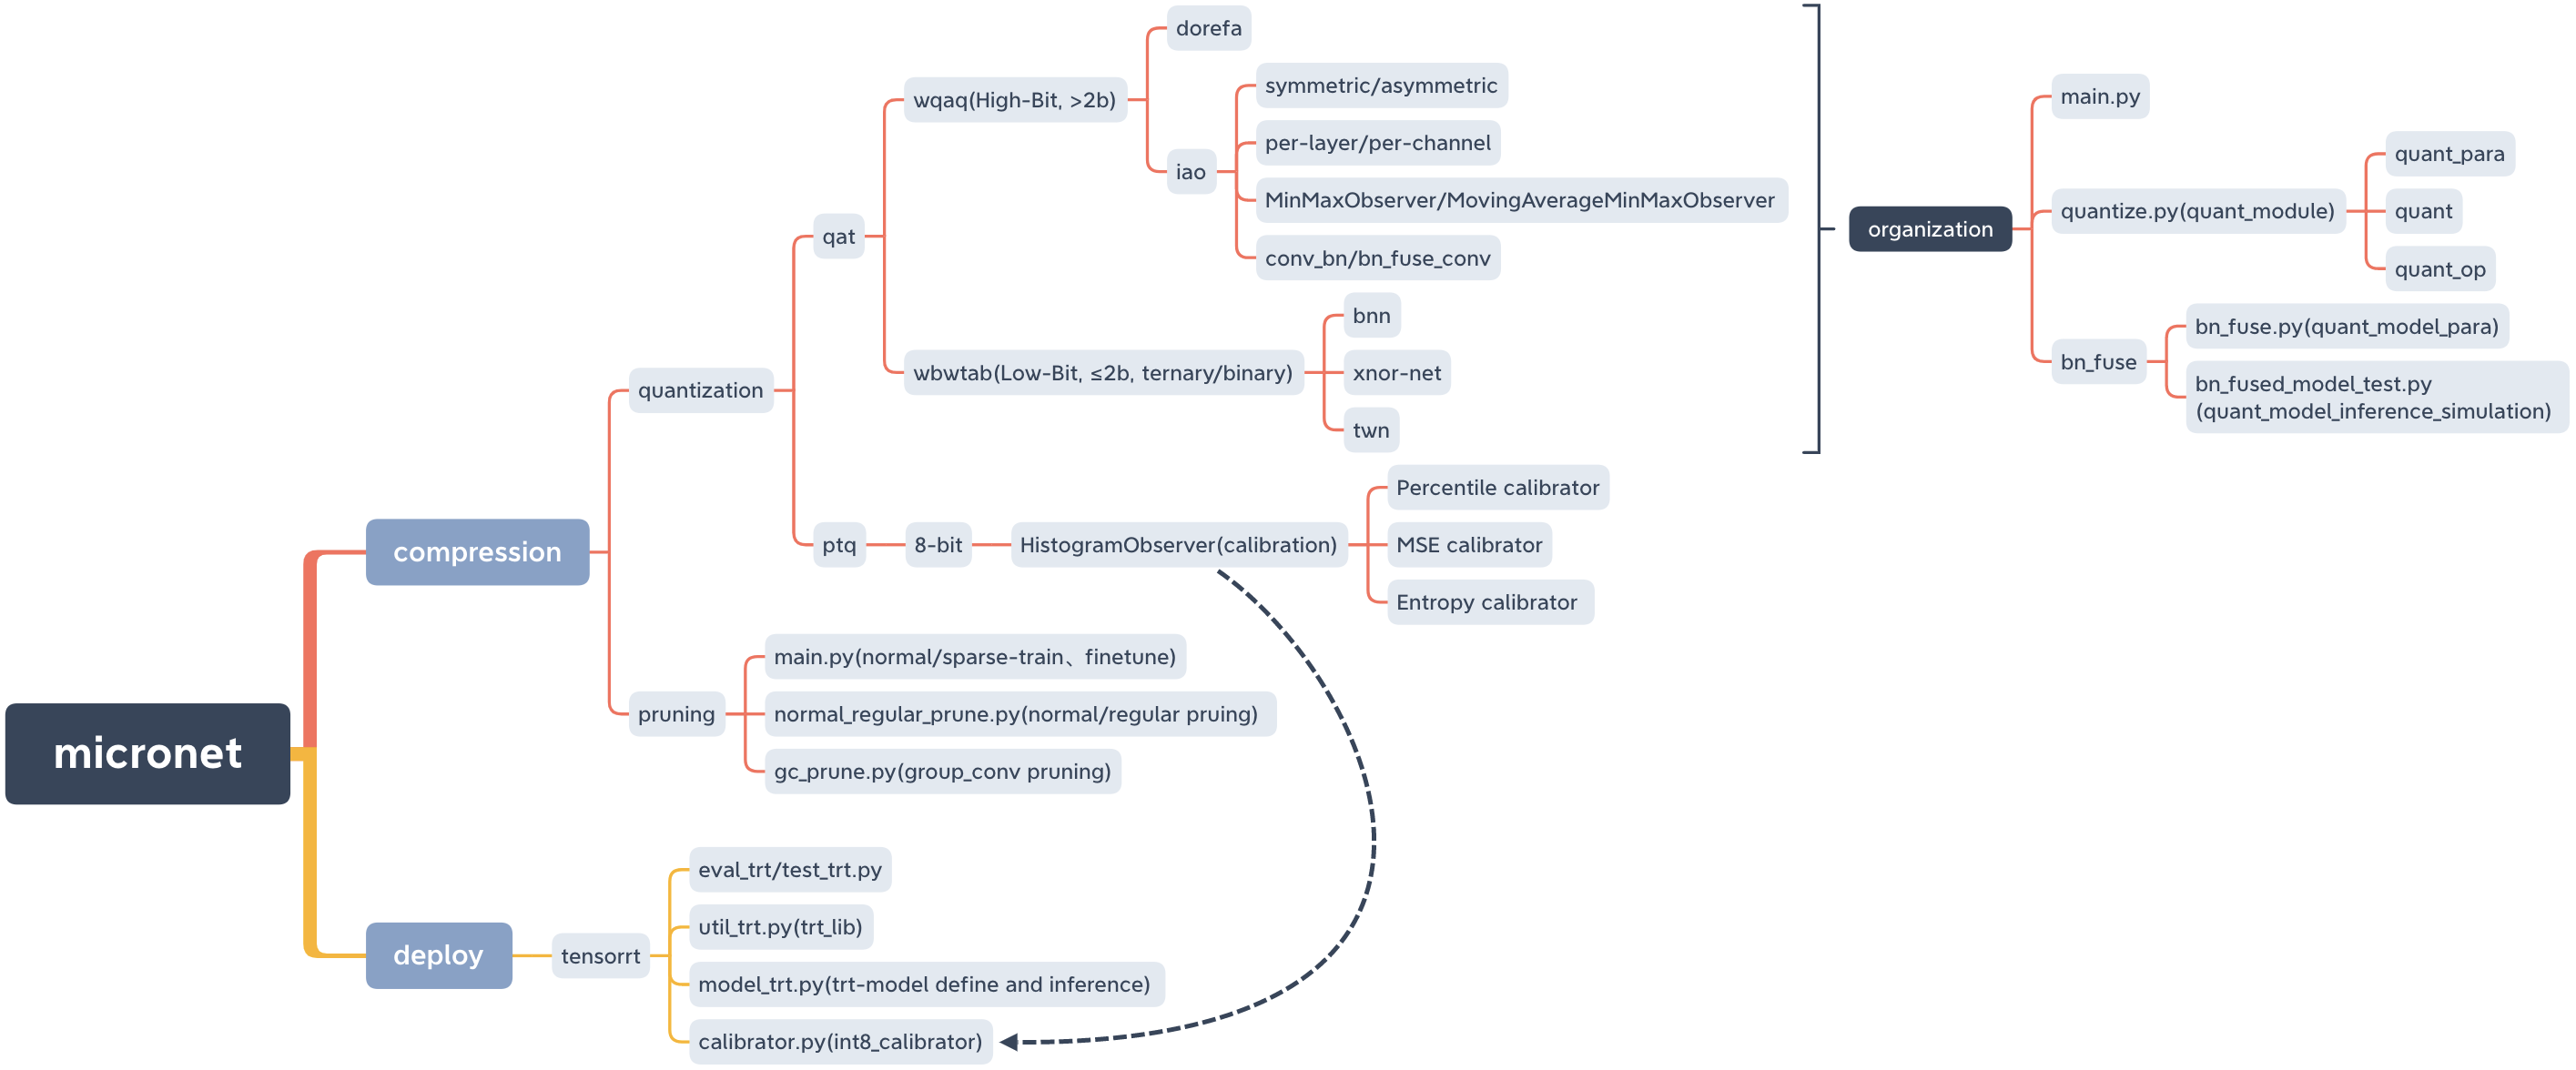 micronet
compression
quantization
qat
wqaq(High-Bit, >2b)
dorefa
iao
symmetric/asymmetric
per-layer/per-channel
MinMaxObserver/MovingAverageMinMaxObserver
conv_bn/bn_fuse_conv
wbwtab(Low-Bit, ≤2b, ternary/binary)
bnn
xnor-net
twn
organization
main.py
quantize.py(quant_module)
quant_para
quant
quant_op
bn_fuse
bn_fuse.py(quant_model_para)
bn_fused_model_test.py
(quant_model_inference_simulation)
ptq
8-bit
HistogramObserver(calibration)
Percentile calibrator
MSE calibrator
Entropy calibrator
pruning
main.py(normal/sparse-train、finetune)
normal_regular_prune.py(normal/regular pruing)
gc_prune.py(group_conv pruning)
deploy
tensorrt
eval_trt/test_trt.py
util_trt.py(trt_lib)
model_trt.py(trt-model define and inference)
calibrator.py(int8_calibrator)